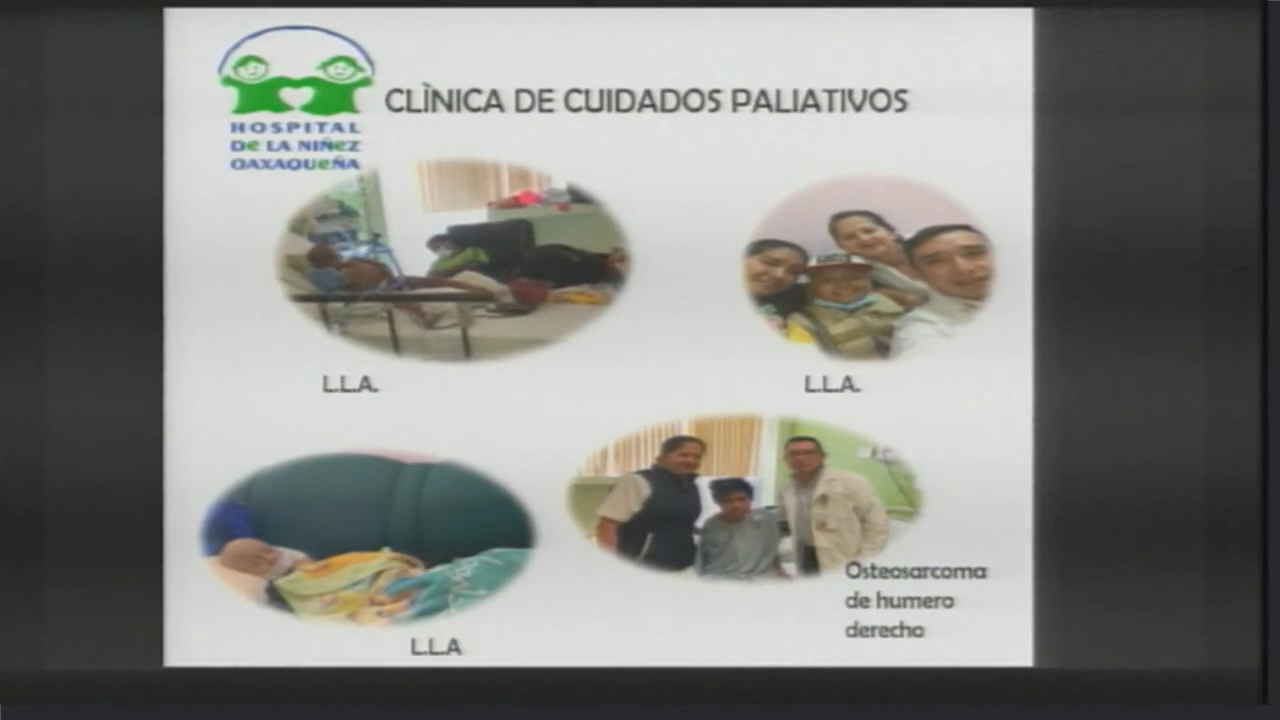 CLÌNICA DE CUIDADOS PALIATIVOS
HOSPITAL
De LA NIÑeZ
OAXAQUeÑA
L.L.A.
L.L.A.
L.L.A
Osteosarcoma
de humero
derecho